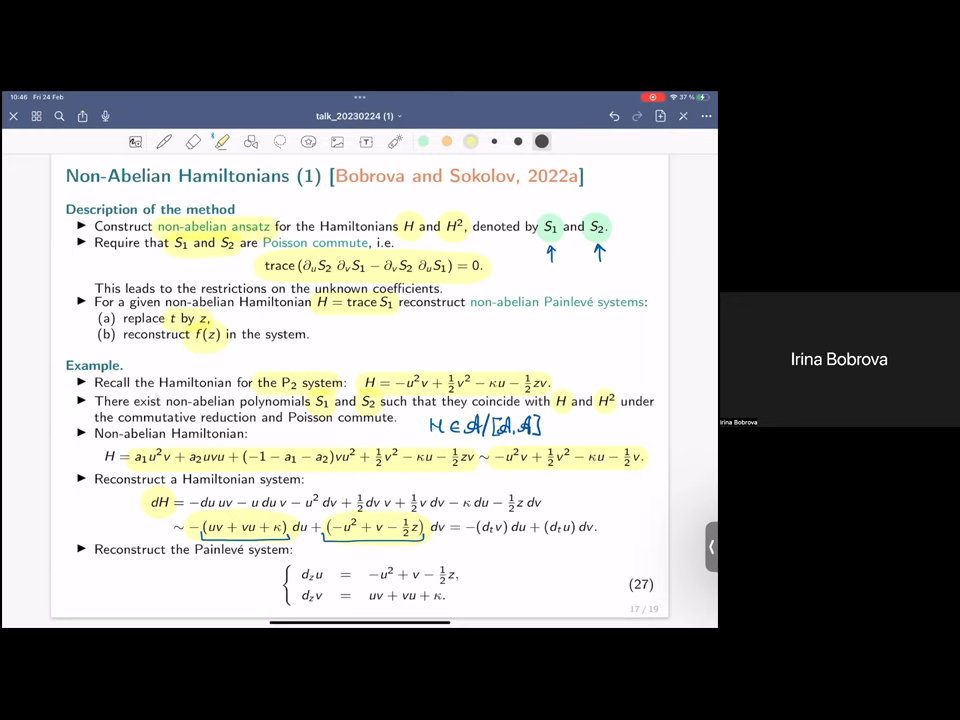 10:46 Fri 24 Feb
37 %
talk_20230224 (1)
Non-Abelian Hamiltonians (1) [Bobrova and Sokolov, 2022a]
Description of the method
▶ Construct non-abelian ansatz for the Hamiltonians H and H², denoted by S₁ and S₂.
▶ Require that S₁ and S₂ are Poisson commute, i.e.
trace (∂ᵤS₂ ∂ᵥS₁ − ∂ᵥS₂ ∂ᵤS₁) = 0.
This leads to the restrictions on the unknown coefficients.
▶ For a given non-abelian Hamiltonian H = trace S₁ reconstruct non-abelian Painlevé systems:
(a) replace t by z,
(b) reconstruct f(z) in the system.
Example.
▶ Recall the Hamiltonian for the P₂ system: H = −u²v + ½v² − κu − ½zv.
▶ There exist non-abelian polynomials S₁ and S₂ such that they coincide with H and H² under
the commutative reduction and Poisson commute.
H ∈ A/[A,A]
▶ Non-abelian Hamiltonian:
H = a₁u²v + a₂uvu + (−1 − a₁ − a₂)vu² + ½v² − κu − ½zv ∼ −u²v + ½v² − κu − ½v.
▶ Reconstruct a Hamiltonian system:
dH = −du uv − u du v − u² dv + ½dv v + ½v dv − κ du − ½z dv
∼ −(uv + vu + κ) du + (−u² + v − ½z) dv = −(dₜv) du + (dₜu) dv.
▶ Reconstruct the Painlevé system:
{ d_z u = −u² + v − ½z,
d_z v = uv + vu + κ.
(27)
17 / 19
Irina Bobrova
Irina Bobrova